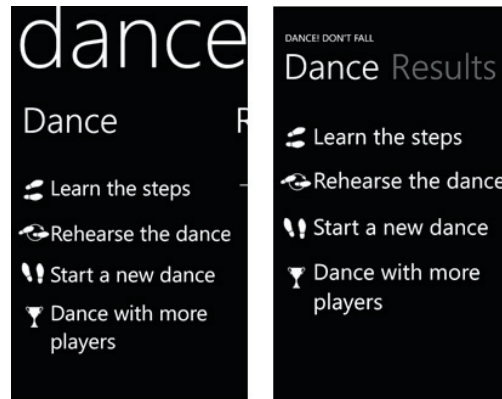 dance
Dance R
Learn the steps
Rehearse the dance
Start a new dance
Dance with more
players
DANCE! DON'T FALL
Dance Results
Learn the steps
Rehearse the dance
Start a new dance
Dance with more
players